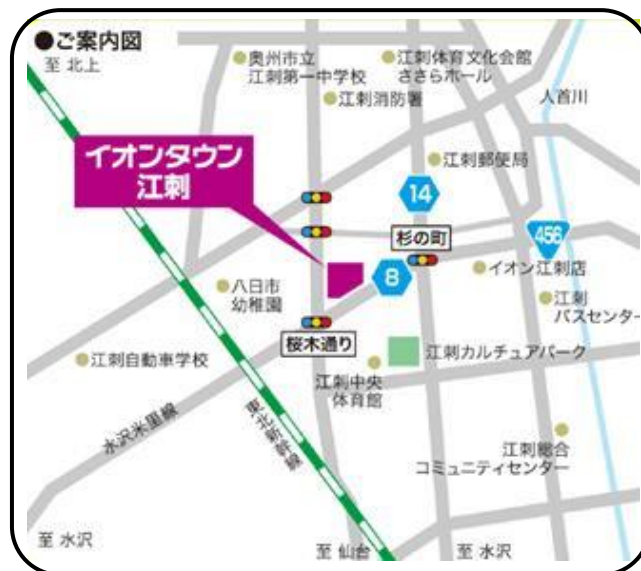 ●ご案内図
至 北上
奥州市立
江刺第一中学校
江刺体育文化会館
ささらホール
江刺消防署
人首川
イオンタウン
江刺
江刺郵便局
14
杉の町
456
八日市
幼稚園
8
イオン江刺店
江刺
バスセンター
桜木通り
江刺自動車学校
江刺中央
体育館
江刺カルチュアパーク
水沢米里線
東北新幹線
江刺総合
コミュニティセンター
至 水沢
至 仙台
至 水沢